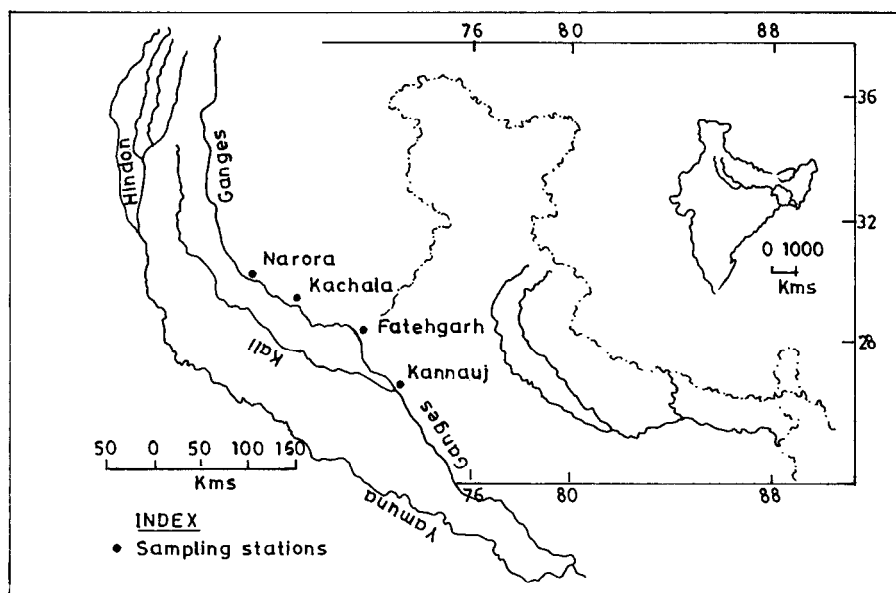 76 80 88
36
32
28
Hindon
Ganges
Narora
Kachala
Fatehgarh
Kannauj
Kali
Ganges
Yamuna
0 1000
Kms
50 0 50 100 150
Kms
76 80 88
INDEX
• Sampling stations